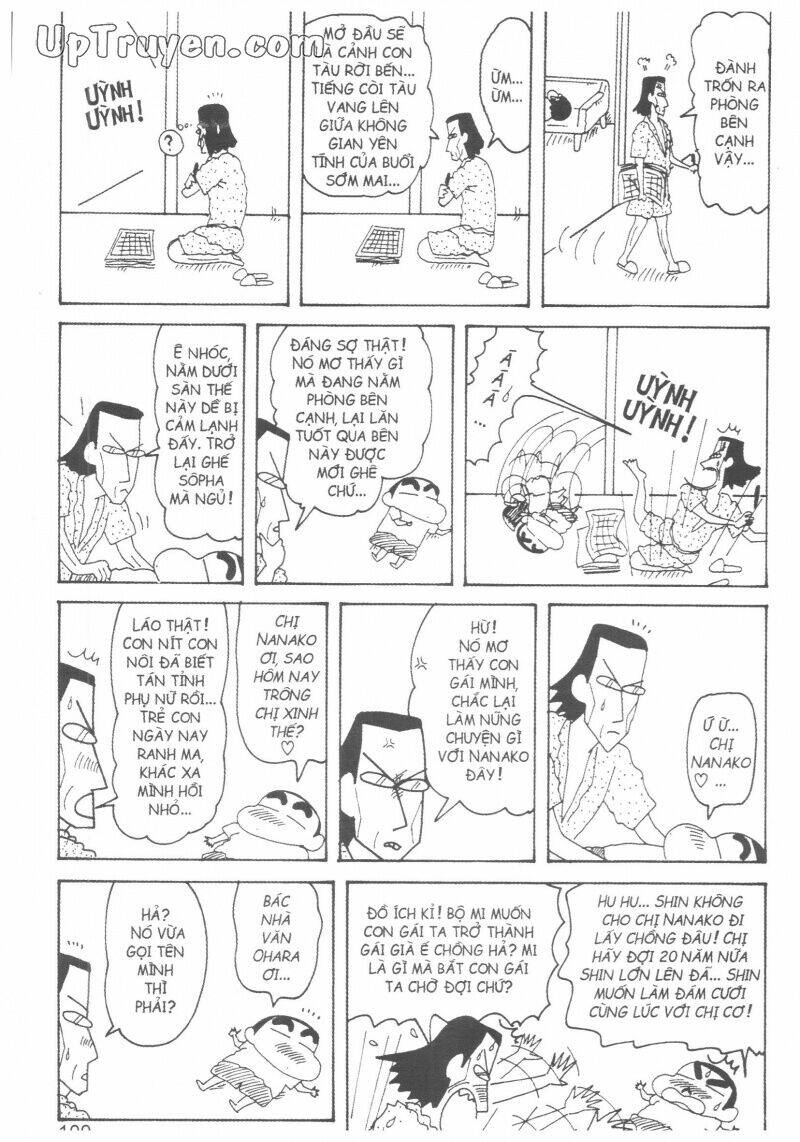 UpTruyen.com
ĐÀNH
TRỐN RA
PHÒNG
BÊN
CẠNH
VẬY...
ỪM...
ỪM...
MỞ ĐẦU SẼ
LÀ CẢNH CON
TÀU RỜI BẾN...
TIẾNG CÒI TÀU
VANG LÊN
GIỮA KHÔNG
GIAN YÊN
TĨNH CỦA BUỔI
SỚM MAI...
?
UỲNH
UỲNH!
À
À
À...
UỲNH
UỲNH!
ĐÁNG SỢ THẬT!
NÓ MƠ THẤY GÌ
MÀ ĐANG NẰM
PHÒNG BÊN
CẠNH, LẠI LĂN
TUỐT QUA BÊN
NÀY ĐƯỢC
MỚI GHÊ
CHỨ...
Ê NHÓC,
NẰM DƯỚI
SÀN THẾ
NÀY DỄ BỊ
CẢM LẠNH
ĐẤY. TRỞ
LẠI GHẾ
SÔPHA
MÀ NGỦ!
Ứ Ừ...
CHỊ
NANAKO
♡ ...
HỪ!
NÓ MƠ
THẤY CON
GÁI MÌNH,
CHẮC LẠI
LÀM NŨNG
CHUYỆN GÌ
VỚI NANAKO
ĐÂY!
CHỊ
NANAKO
ƠI, SAO
HÔM NAY
TRÔNG
CHỊ XINH
THẾ?
♡
LÁO THẬT!
CON NÍT CON
NÔI ĐÃ BIẾT
TÁN TỈNH
PHỤ NỮ RỒI...
TRẺ CON
NGÀY NAY
RANH MA,
KHÁC XA
MÌNH HỒI
NHỎ...
HU HU... SHIN KHÔNG
CHO CHỊ NANAKO ĐI
LẤY CHỒNG ĐÂU! CHỊ
HÃY ĐỢI 20 NĂM NỮA
SHIN LỚN LÊN ĐÃ... SHIN
MUỐN LÀM ĐÁM CƯỚI
CÙNG LÚC VỚI CHỊ CƠ!
ĐỒ ÍCH KỈ! BỘ MI MUỐN
CON GÁI TA TRỞ THÀNH
GÁI GIÀ Ế CHỒNG HẢ? MI
LÀ GÌ MÀ BẮT CON GÁI
TA CHỜ ĐỢI CHỨ?
BÁC
NHÀ
VĂN
OHARA
ƠI...
HẢ?
NÓ VỪA
GỌI TÊN
MÌNH
THÌ
PHẢI?